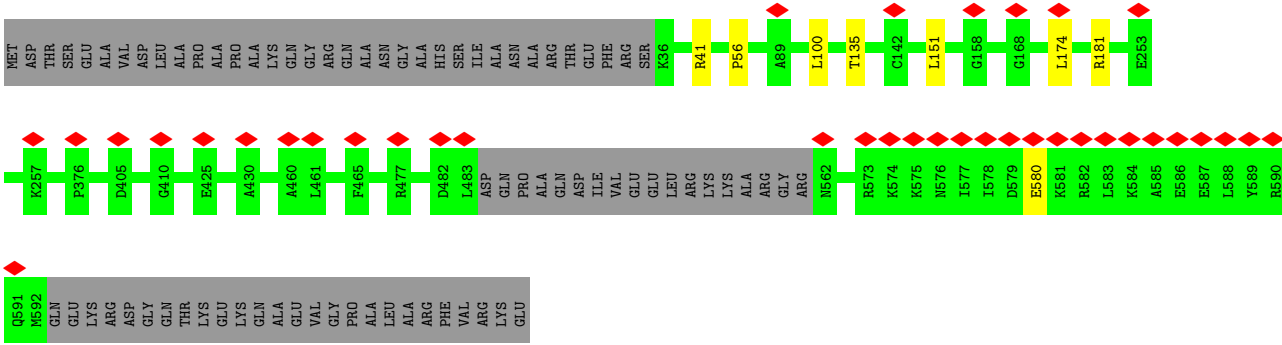 MET ASP THR SER GLU ALA VAL ASP LEU ALA PRO ALA PRO ALA LYS GLN GLY ARG GLN ALA ASN GLY ALA HIS SER ILE ALA ASN ALA ARG THR GLU PHE ARG SER K36 R41 P56 A89 L100 T135 C142 L151 G158 G168 L174 R181 E253
K257 P376 D405 G410 E425 A430 A460 L461 F465 R477 D482 L483 ASP GLN PRO ALA GLN ASP ILE VAL GLU GLU LEU ARG LYS LYS ALA ARG GLY ARG N562 R573 K574 K575 N576 I577 I578 D579 E580 K581 R582 L583 K584 A585 E586 E587 L588 Y589 R590
Q591 M592 GLN GLU LYS ARG ASP GLY GLN THR LYS GLU LYS GLN ALA GLU VAL GLY PRO ALA LEU ALA ARG PHE VAL ARG LYS GLU